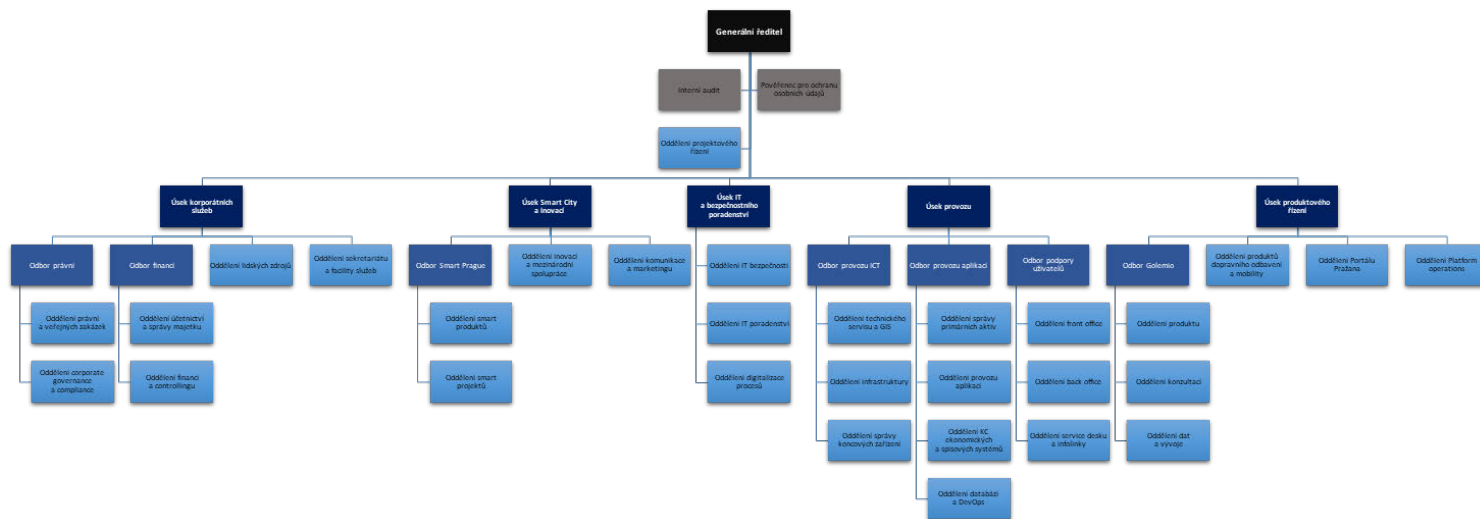 Generální ředitel
Interní audit
Pověřenec pro ochranu
osobních údajů
Oddělení projektového
řízení
Úsek korporátních
služeb
Úsek Smart City
a inovací
Úsek IT
a bezpečnostního
poradenství
Úsek provozu
Úsek produktového
řízení
Odbor právní
Odbor financí
Oddělení lidských zdrojů
Oddělení sekretariátu
a facility služeb
Odbor Smart Prague
Oddělení inovací
a mezinárodní
spolupráce
Oddělení komunikace
a marketingu
Oddělení IT bezpečnosti
Odbor provozu ICT
Odbor provozu aplikací
Odbor podpory
uživatelů
Odbor Golemio
Oddělení produktů
dopravního odbavení
a mobility
Oddělení Portálu
Pražana
Oddělení Platform
operations
Oddělení právní
a veřejných zakázek
Oddělení účetnictví
a správy majetku
Oddělení smart
produktů
Oddělení IT poradenství
Oddělení technického
servisu a GIS
Oddělení správy
primárních aktiv
Oddělení front office
Oddělení produktu
Oddělení corporate
governance
a compliance
Oddělení financí
a controllingu
Oddělení smart
projektů
Oddělení digitalizace
procesů
Oddělení infrastruktury
Oddělení provozu
aplikací
Oddělení back office
Oddělení konzultací
Oddělení správy
koncových zařízení
Oddělení KC
ekonomických
a spisových systémů
Oddělení service desku
a infolinky
Oddělení dat
a vývoje
Oddělení databází
a DevOps